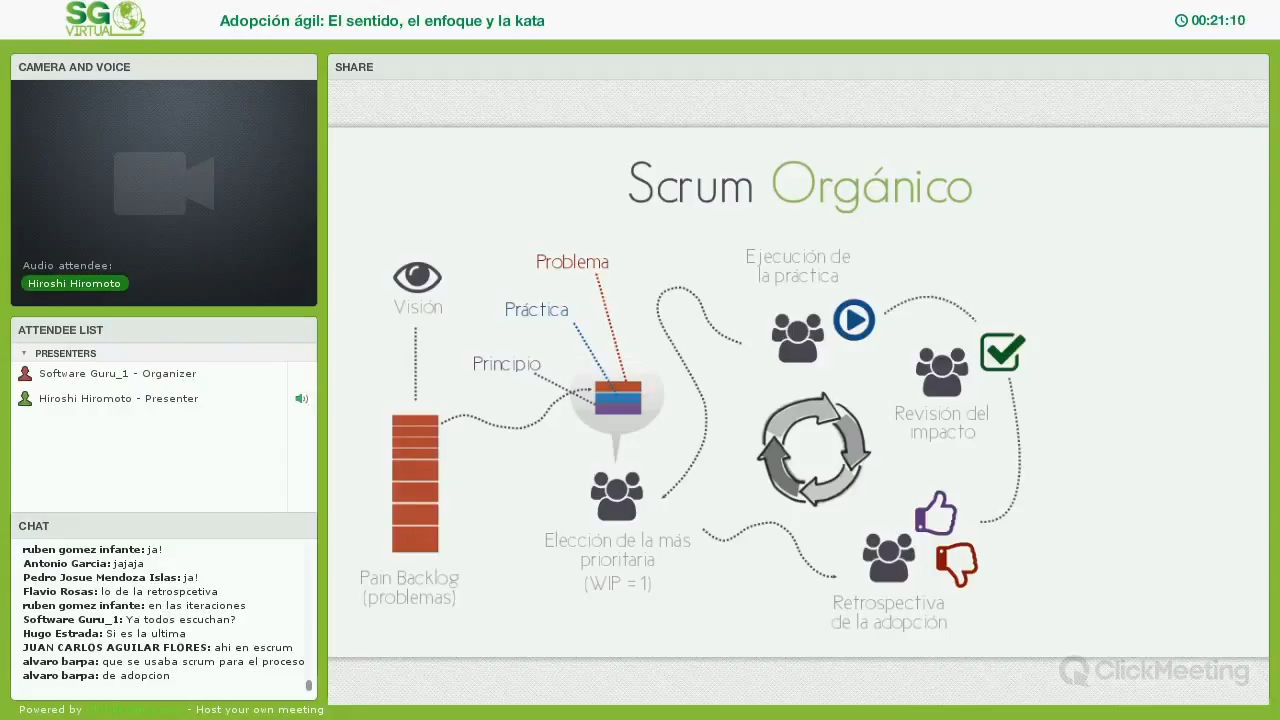 SG
VIRTUAL
Adopción ágil: El sentido, el enfoque y la kata
00:21:10
CAMERA AND VOICE
Audio attendee:
Hiroshi Hiromoto
ATTENDEE LIST
PRESENTERS
Software Guru_1 - Organizer
Hiroshi Hiromoto - Presenter
CHAT
ruben gomez infante: ja!
Antonio Garcia: jajaja
Pedro Josue Mendoza Islas: ja!
Flavio Rosas: lo de la retrospcetiva
ruben gomez infante: en las iteraciones
Software Guru_1: Ya todos escuchan?
Hugo Estrada: Si es la ultima
JUAN CARLOS AGUILAR FLORES: ahi en escrum
alvaro barpa: que se usaba scrum para el proceso
alvaro barpa: de adopcion
Powered by - Host your own meeting
SHARE
Scrum Orgánico
Visión
Pain Backlog
(problemas)
Problema
Práctica
Principio
Elección de la más
prioritaria
(WIP = 1)
Ejecución de
la práctica
Revisión del
impacto
Retrospectiva
de la adopción
ClickMeeting